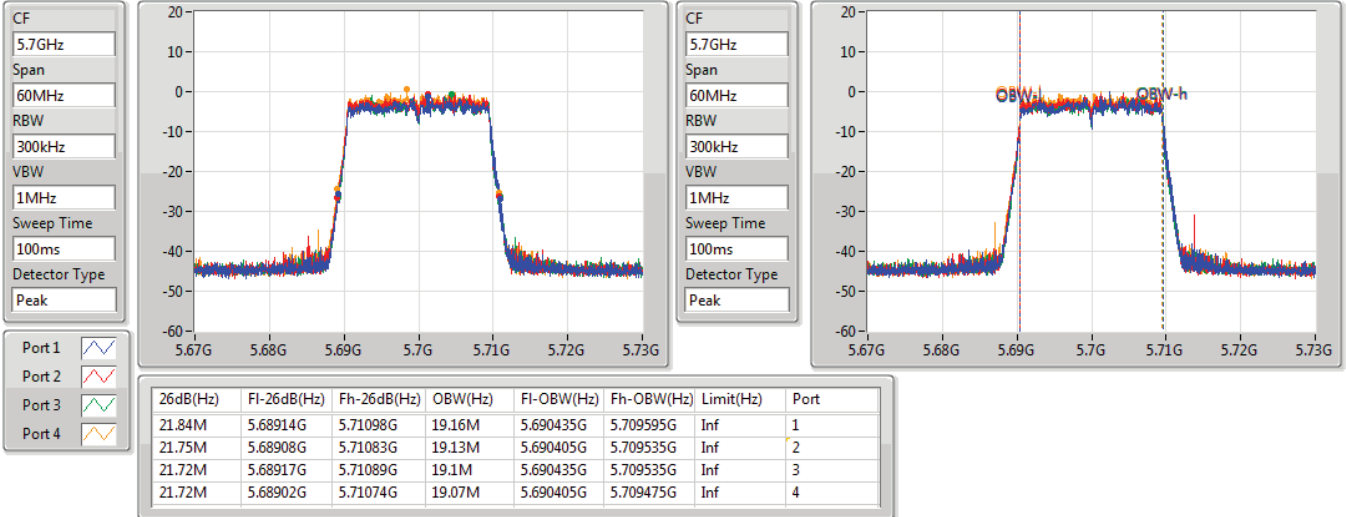 CF
5.7GHz
Span
60MHz
RBW
300kHz
VBW
1MHz
Sweep Time
100ms
Detector Type
Peak
20
10
0
-10
-20
-30
-40
-50
-60
5.67G 5.68G 5.69G 5.7G 5.71G 5.72G 5.73G
CF
5.7GHz
Span
60MHz
RBW
300kHz
VBW
1MHz
Sweep Time
100ms
Detector Type
Peak
20
10
0
-10
-20
-30
-40
-50
-60
OBW-l OBW-h
5.67G 5.68G 5.69G 5.7G 5.71G 5.72G 5.73G
Port 1
Port 2
Port 3
Port 4
26dB(Hz) Fl-26dB(Hz) Fh-26dB(Hz) OBW(Hz) Fl-OBW(Hz) Fh-OBW(Hz) Limit(Hz) Port
21.84M 5.68914G 5.71098G 19.16M 5.690435G 5.709595G Inf 1
21.75M 5.68908G 5.71083G 19.13M 5.690405G 5.709535G Inf 2
21.72M 5.68917G 5.71089G 19.1M 5.690435G 5.709535G Inf 3
21.72M 5.68902G 5.71074G 19.07M 5.690405G 5.709475G Inf 4